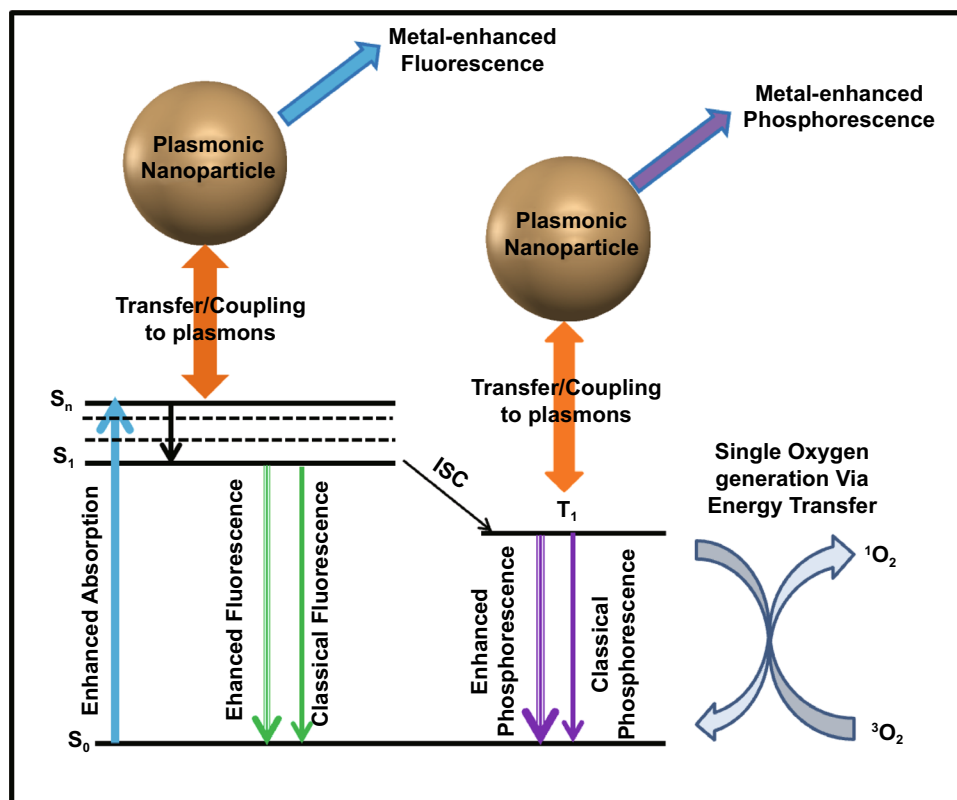 Metal-enhanced
Fluorescence
Plasmonic
Nanoparticle
Metal-enhanced
Phosphorescence
Plasmonic
Nanoparticle
Transfer/Coupling
to plasmons
Transfer/Coupling
to plasmons
Sn
S1
ISC
T1
Single Oxygen
generation Via
Energy Transfer
Enhanced Absorption
Ehanced Fluorescence
Classical Fluorescence
Enhanced
Phosphorescence
Classical
Phosphorescence
¹O₂
³O₂
S₀